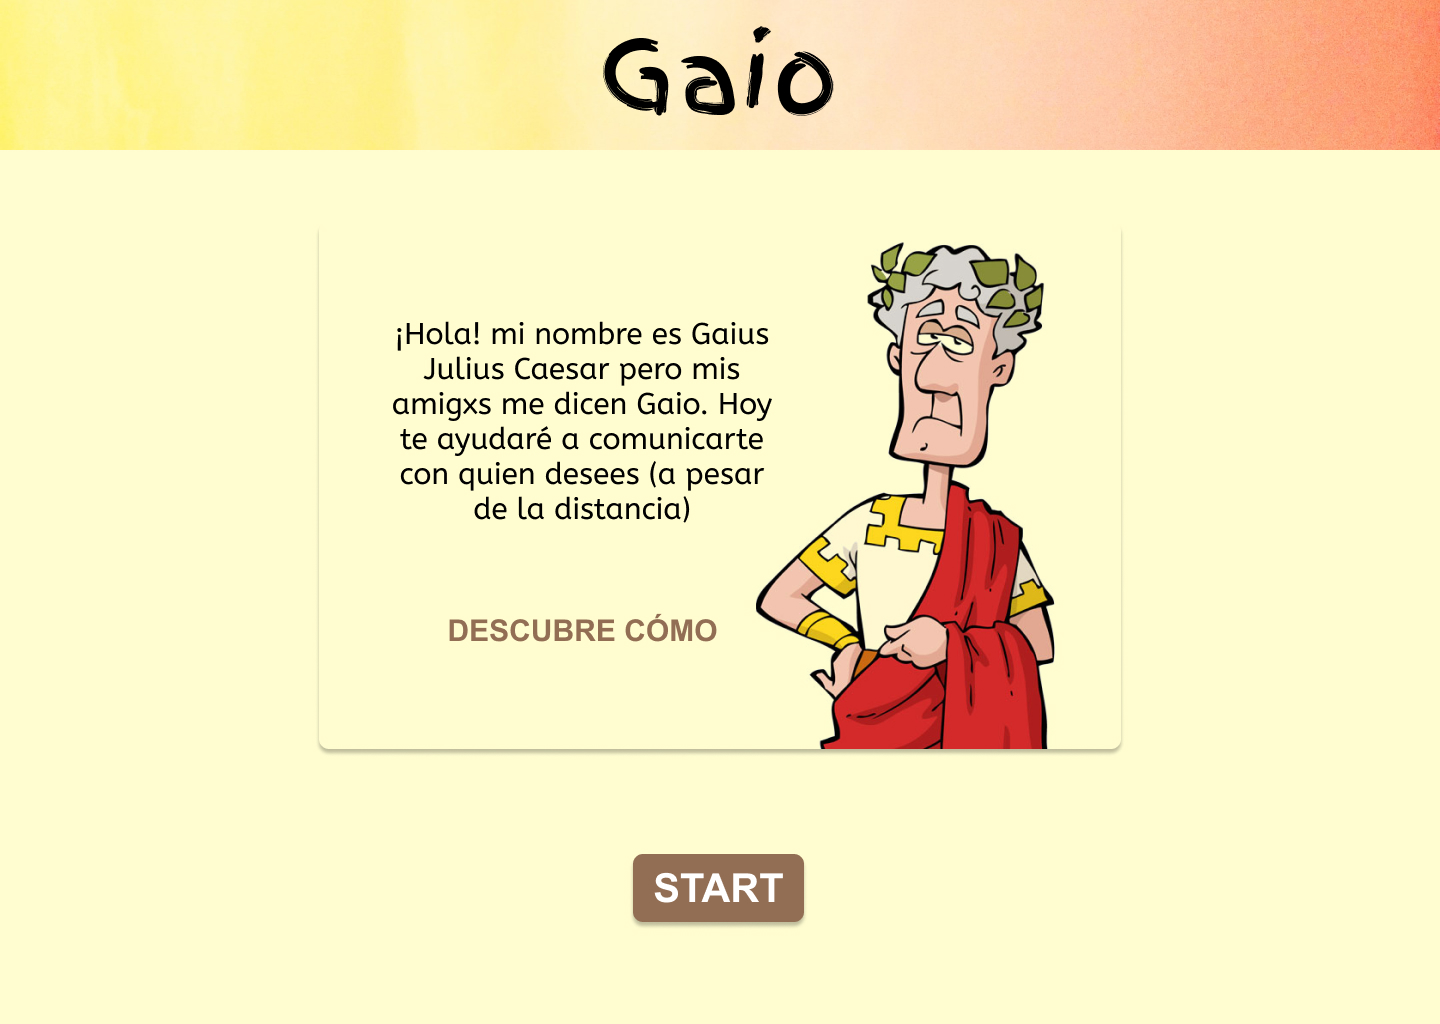 Gaio
¡Hola! mi nombre es Gaius
Julius Caesar pero mis
amigxs me dicen Gaio. Hoy
te ayudaré a comunicarte
con quien desees (a pesar
de la distancia)
DESCUBRE CÓMO
START